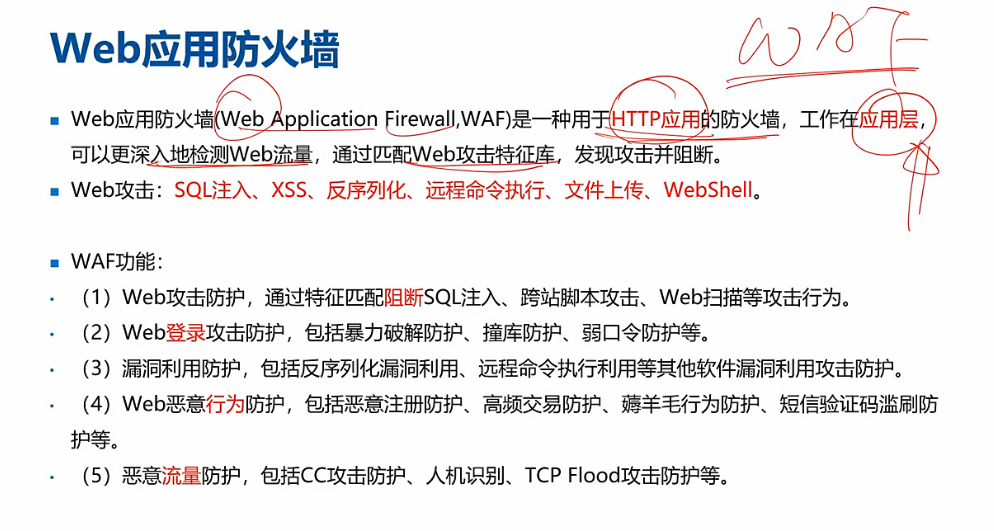 Web应用防火墙
WAF
■ Web应用防火墙(Web Application Firewall,WAF)是一种用于HTTP应用的防火墙，工作在应用层，
可以更深入地检测Web流量，通过匹配Web攻击特征库，发现攻击并阻断。
■ Web攻击：SQL注入、XSS、反序列化、远程命令执行、文件上传、WebShell。
■ WAF功能：
• （1）Web攻击防护，通过特征匹配阻断SQL注入、跨站脚本攻击、Web扫描等攻击行为。
• （2）Web登录攻击防护，包括暴力破解防护、撞库防护、弱口令防护等。
• （3）漏洞利用防护，包括反序列化漏洞利用、远程命令执行利用等其他软件漏洞利用攻击防护。
• （4）Web恶意行为防护，包括恶意注册防护、高频交易防护、薅羊毛行为防护、短信验证码滥刷防
护等。
• （5）恶意流量防护，包括CC攻击防护、人机识别、TCP Flood攻击防护等。